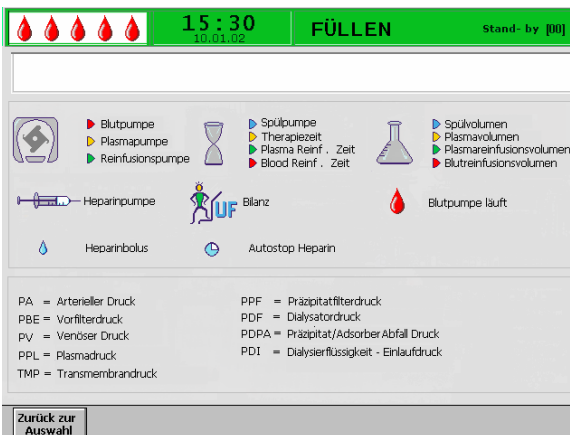 15:30
10.01.02
FÜLLEN
Stand- by [00]
Blutpumpe
Plasmapumpe
Reinfusionspumpe
Spülpumpe
Therapiezeit
Plasma Reinf . Zeit
Blood Reinf . Zeit
Spülvolumen
Plasmavolumen
Plasmareinfusionsvolumen
Blutreinfusionsvolumen
Heparinpumpe
UF
Bilanz
Blutpumpe läuft
Heparinbolus
Autostop Heparin
PA = Arterieller Druck
PBE = Vorfilterdruck
PV = Venöser Druck
PPL = Plasmadruck
TMP = Transmembrandruck
PPF = Präzipitatfilterdruck
PDF = Dialysatordruck
PDPA = Präzipitat/Adsorber Abfall Druck
PDI = Dialysierflüssigkeit - Einlaufdruck
Zurück zur
Auswahl